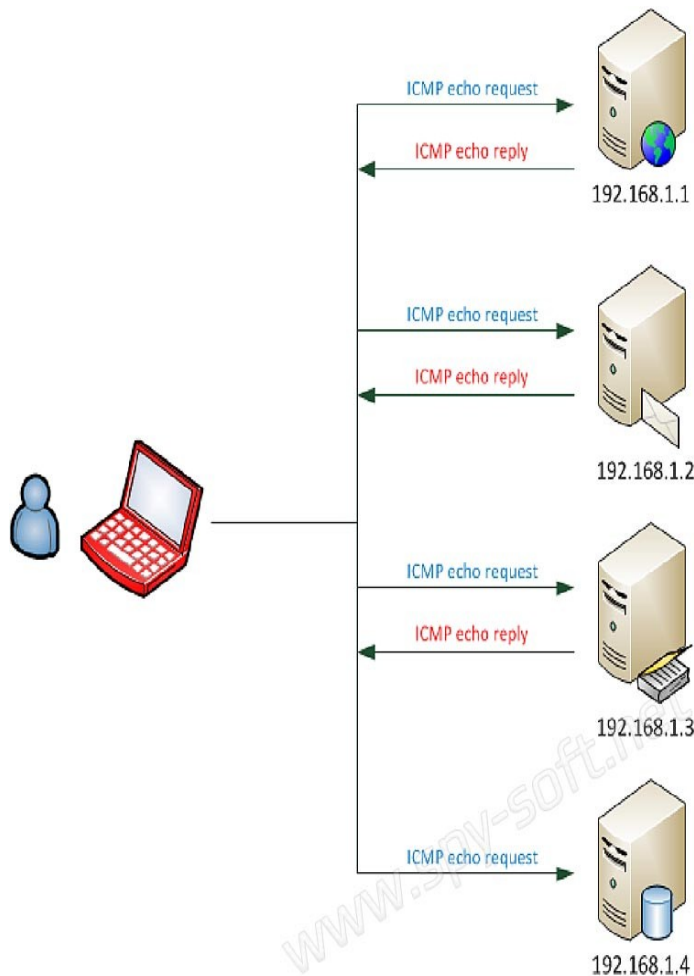 ICMP echo request
ICMP echo reply
192.168.1.1
ICMP echo request
ICMP echo reply
192.168.1.2
ICMP echo request
ICMP echo reply
192.168.1.3
www.spy-soft.net
ICMP echo request
192.168.1.4